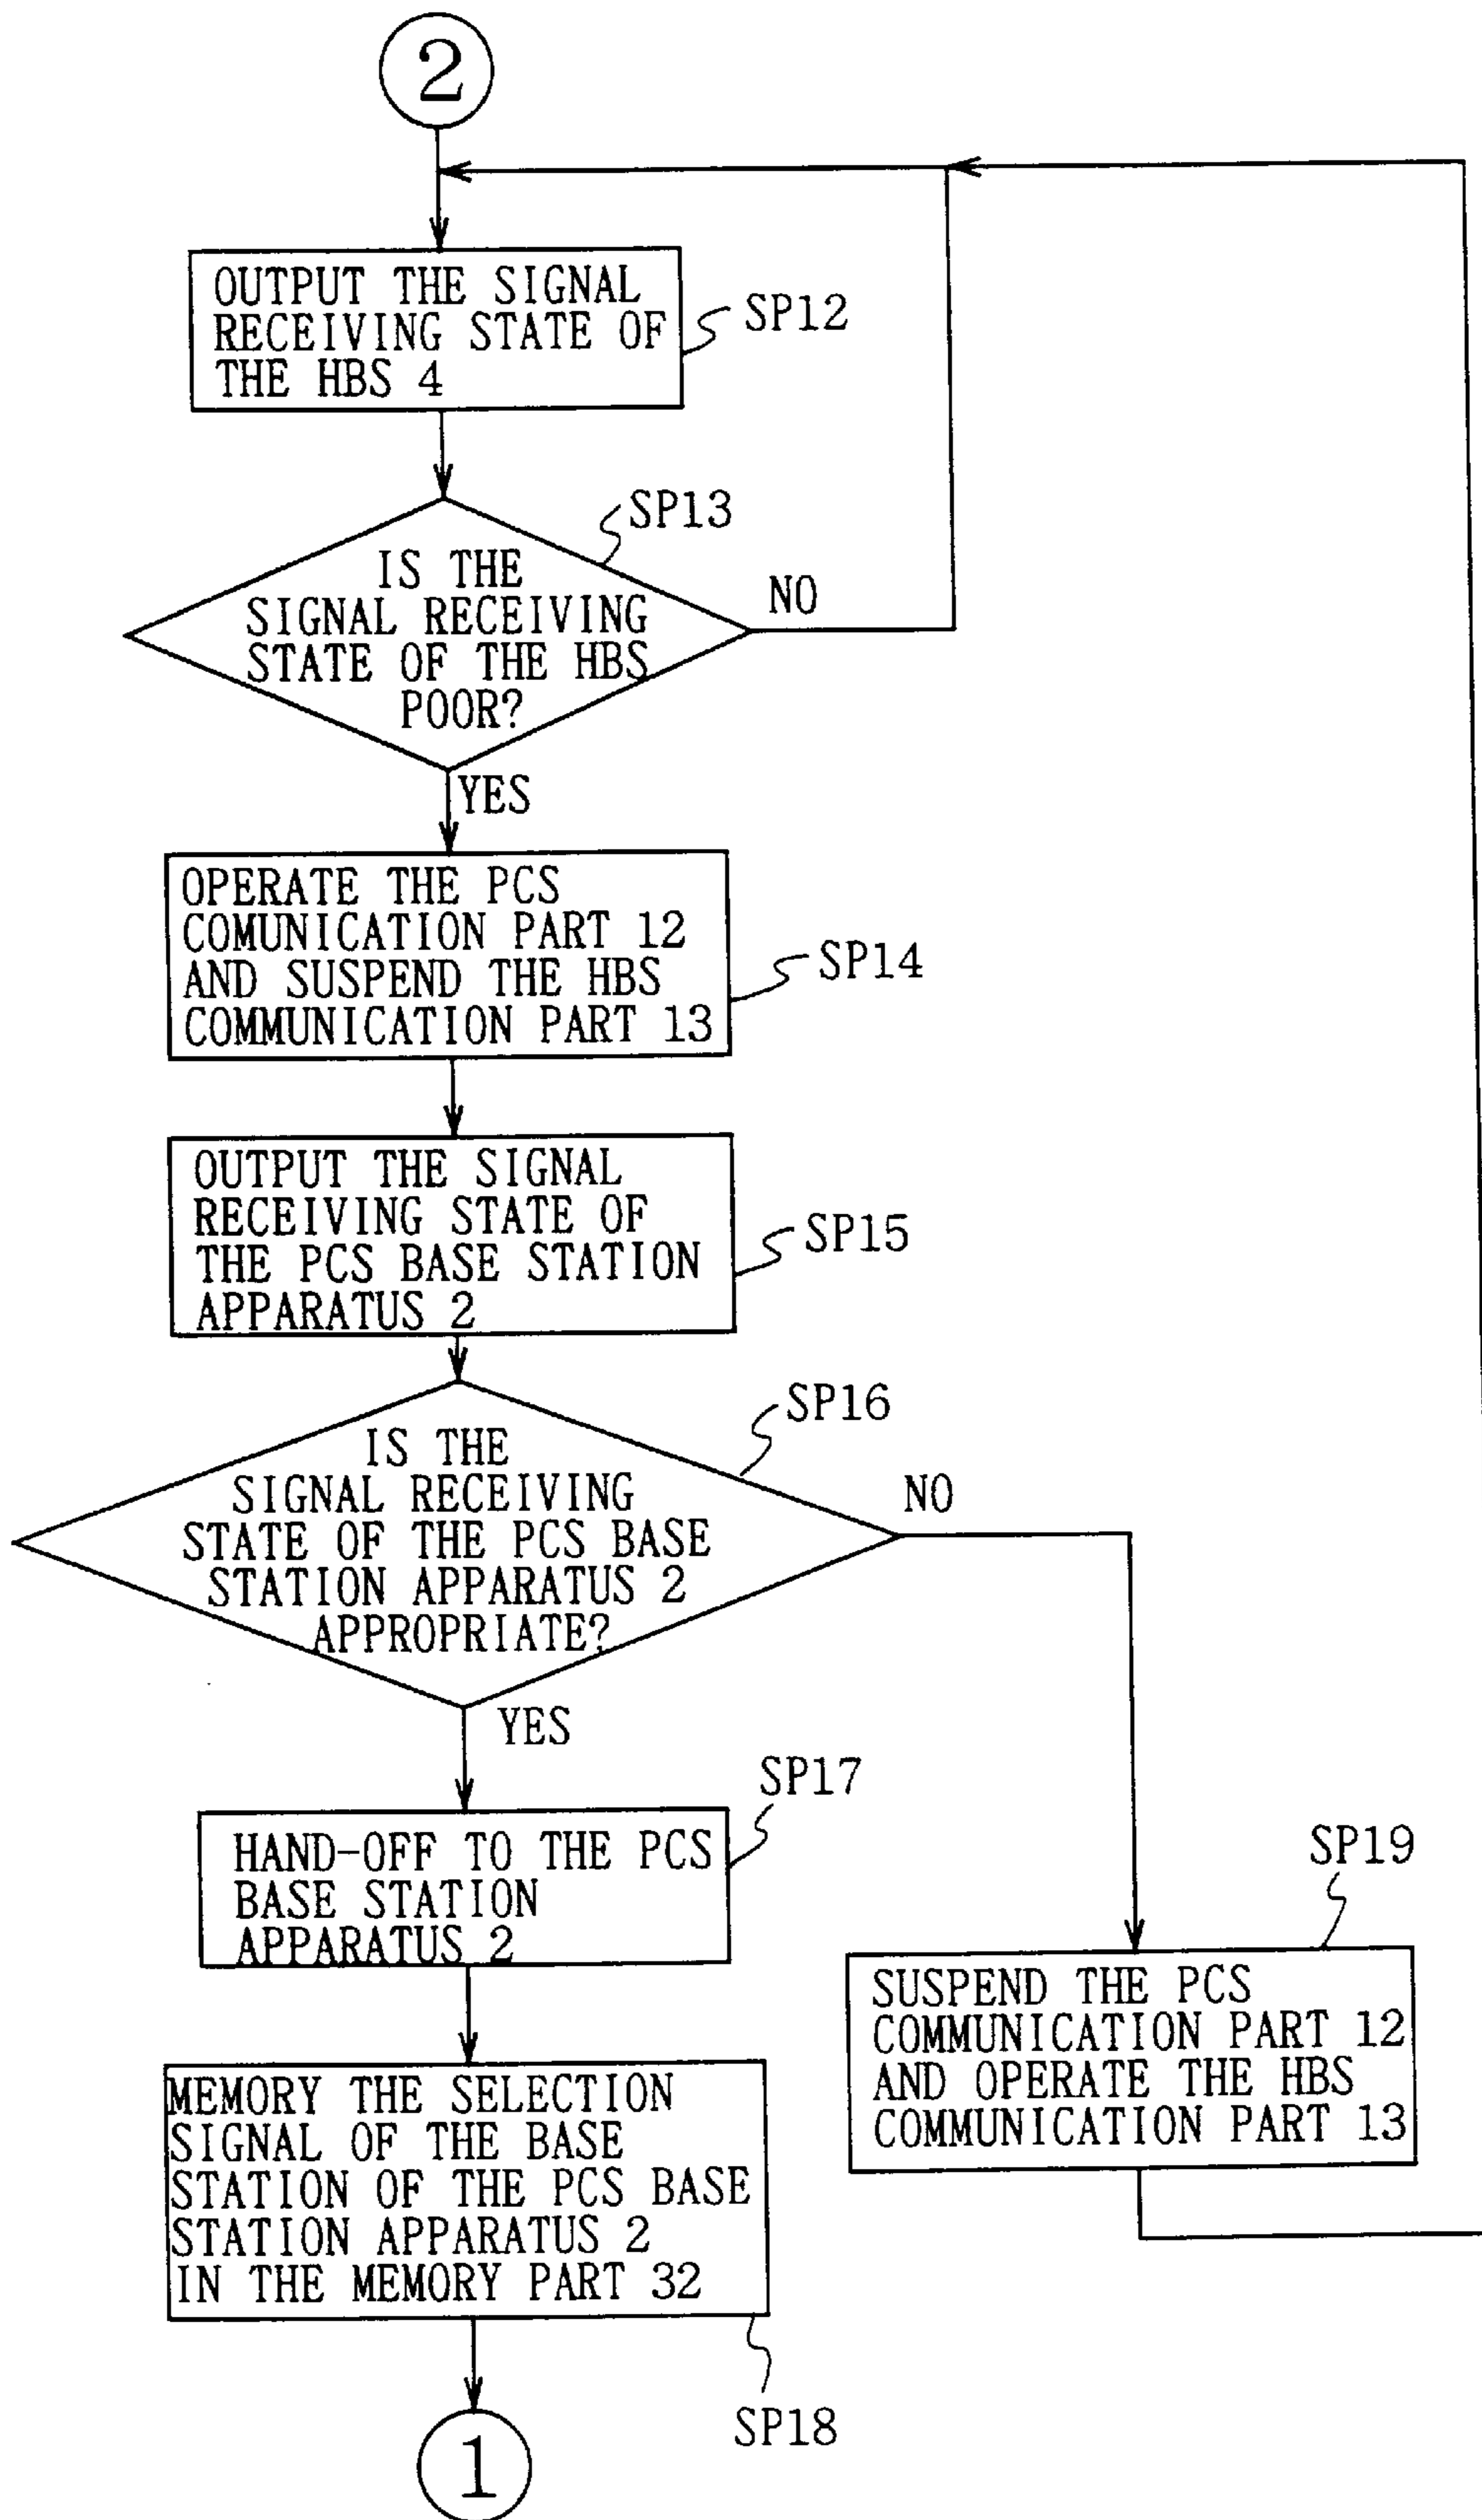 2
OUTPUT THE SIGNAL
RECEIVING STATE OF
THE HBS 4
SP12
SP13
IS THE
SIGNAL RECEIVING
STATE OF THE HBS
POOR?
NO
YES
OPERATE THE PCS
COMUNICATION PART 12
AND SUSPEND THE HBS
COMMUNICATION PART 13
SP14
OUTPUT THE SIGNAL
RECEIVING STATE OF
THE PCS BASE STATION
APPARATUS 2
SP15
SP16
IS THE
SIGNAL RECEIVING
STATE OF THE PCS BASE
STATION APPARATUS 2
APPROPRIATE?
NO
YES
SP17
HAND-OFF TO THE PCS
BASE STATION
APPARATUS 2
SP19
SUSPEND THE PCS
COMMUNICATION PART 12
AND OPERATE THE HBS
COMMUNICATION PART 13
MEMORY THE SELECTION
SIGNAL OF THE BASE
STATION OF THE PCS BASE
STATION APPARATUS 2
IN THE MEMORY PART 32
SP18
1